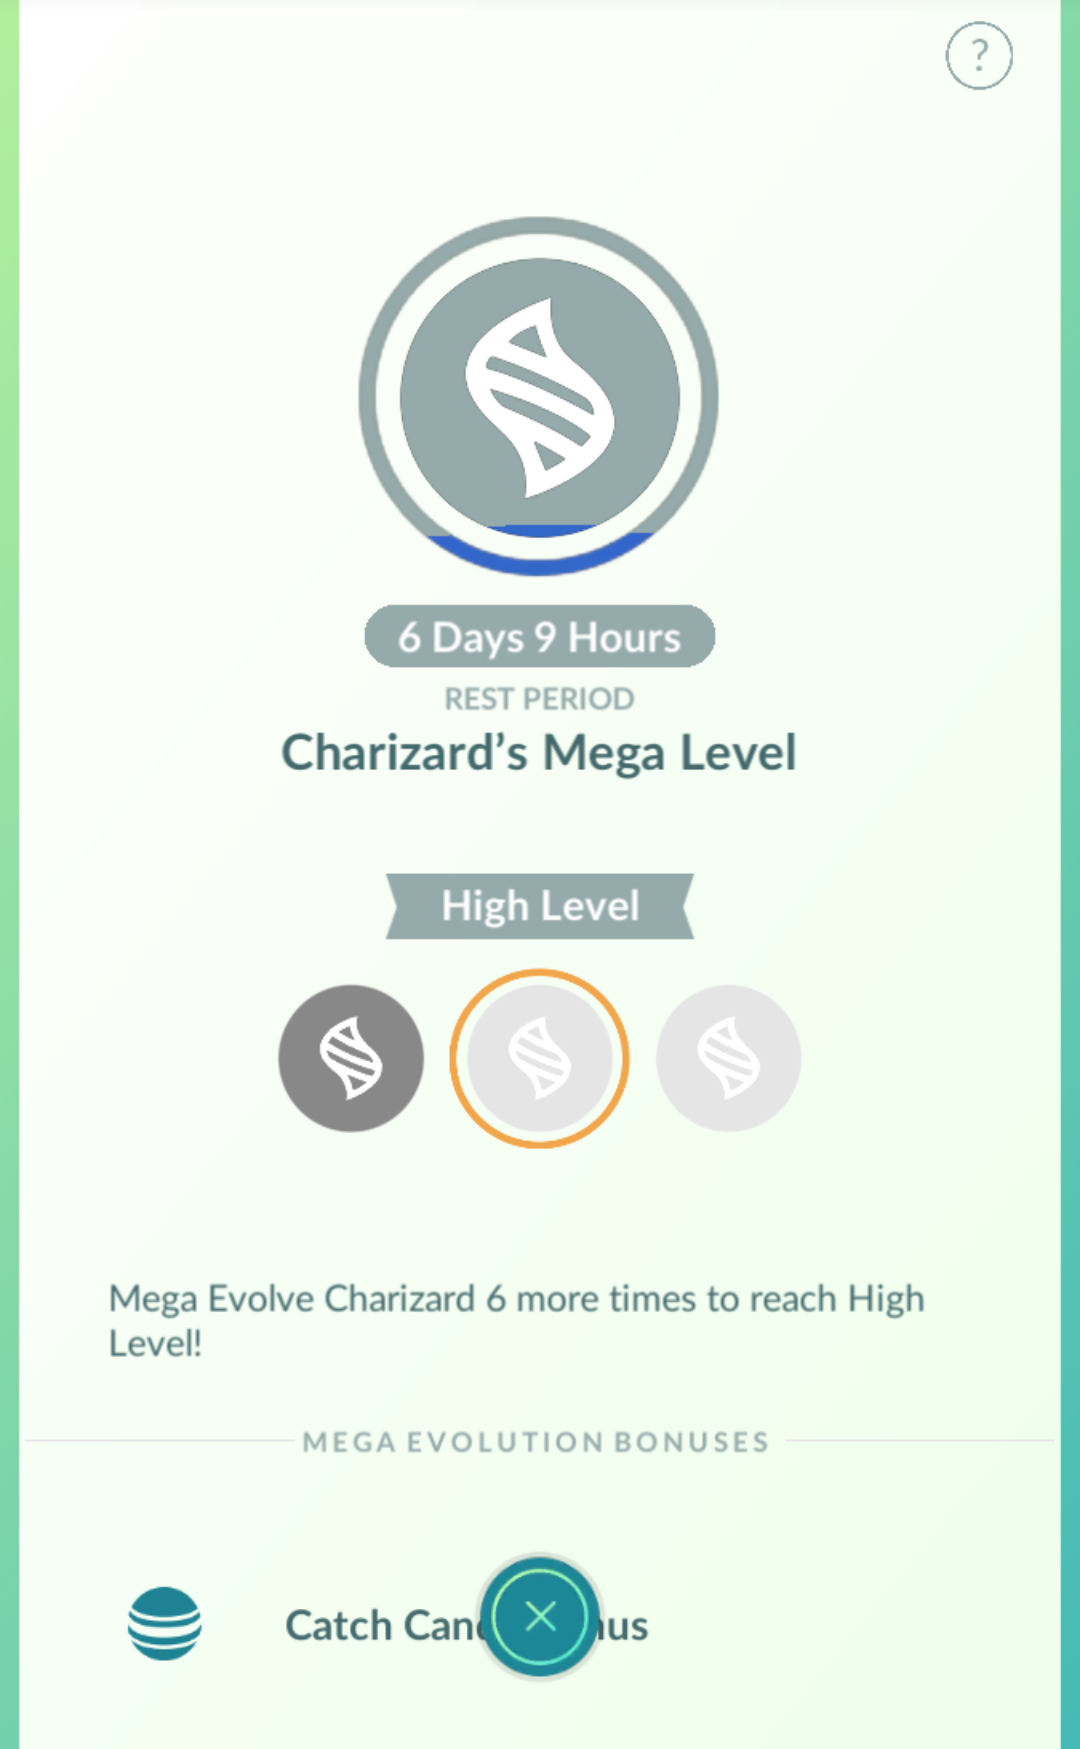 ?
6 Days 9 Hours
REST PERIOD
Charizard’s Mega Level
High Level
Mega Evolve Charizard 6 more times to reach High
Level!
MEGA EVOLUTION BONUSES
Catch